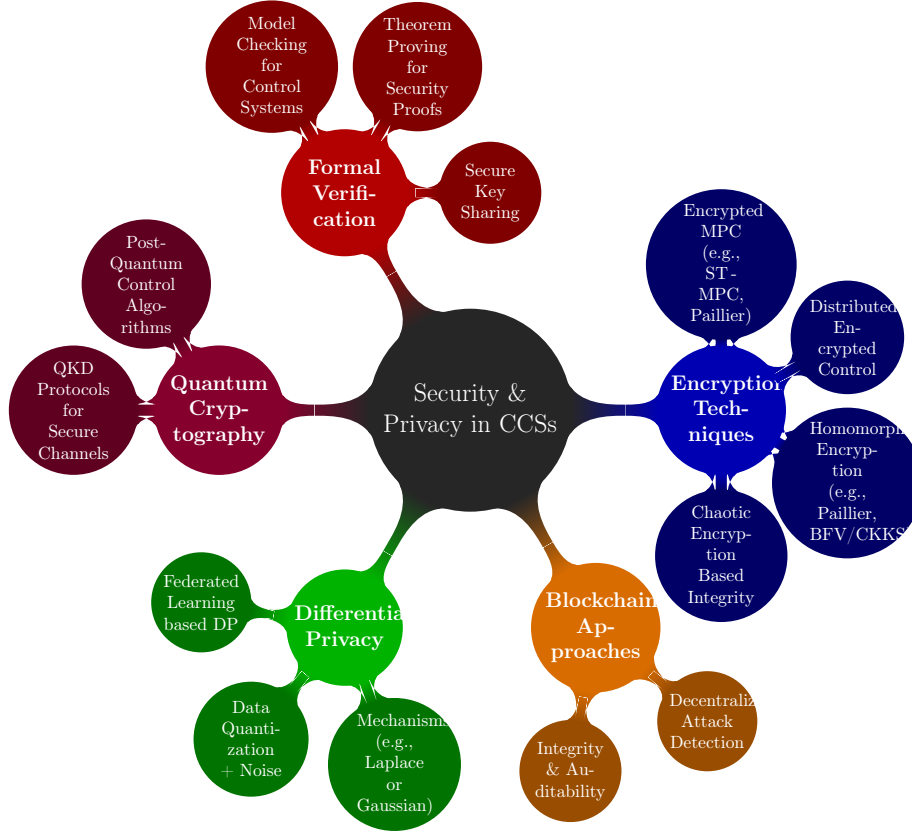 Model
Checking
for
Control
Systems
Theorem
Proving
for
Security
Proofs
Formal
Verifi-
cation
Secure
Key
Sharing
Post-
Quantum
Control
Algo-
rithms
QKD
Protocols
for
Secure
Channels
Quantum
Cryp-
tography
Security &
Privacy in CCSs
Encrypted
MPC
(e.g.,
ST-
MPC,
Paillier)
Distributed
En-
crypted
Control
Encryption
Tech-
niques
Homomorph
Encryp-
tion
(e.g.,
Paillier,
BFV/CKKS
Chaotic
Encryp-
tion
Based
Integrity
Federated
Learning
based DP
Differentia
Privacy
Data
Quanti-
zation
+ Noise
Mechanisms
(e.g.,
Laplace
or
Gaussian)
Blockchain
Ap-
proaches
Integrity
& Au-
ditability
Decentraliz
Attack
Detection